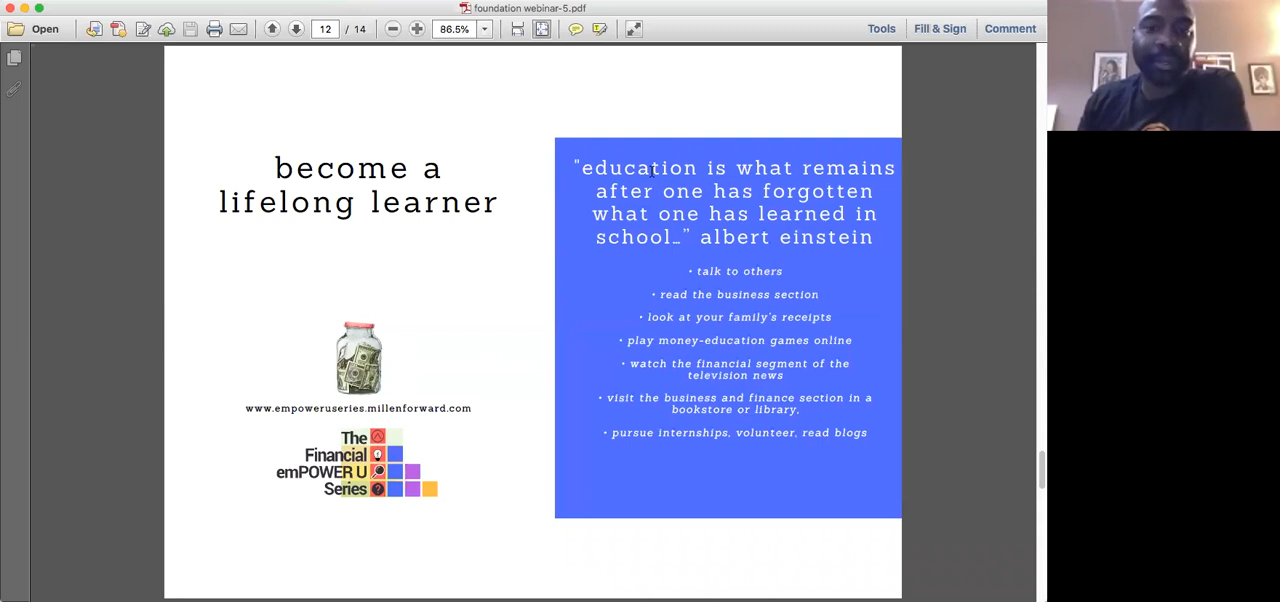 foundation webinar-5.pdf
Open
12 / 14
86.5%
Tools
Fill & Sign
Comment
become a
lifelong learner
www.empoweruseries.millenforward.com
The
Financial
emPOWER U
Series
"education is what remains
after one has forgotten
what one has learned in
school…” albert einstein
• talk to others
• read the business section
• look at your family's receipts
• play money-education games online
• watch the financial segment of the
television news
• visit the business and finance section in a
bookstore or library,
• pursue internships, volunteer, read blogs